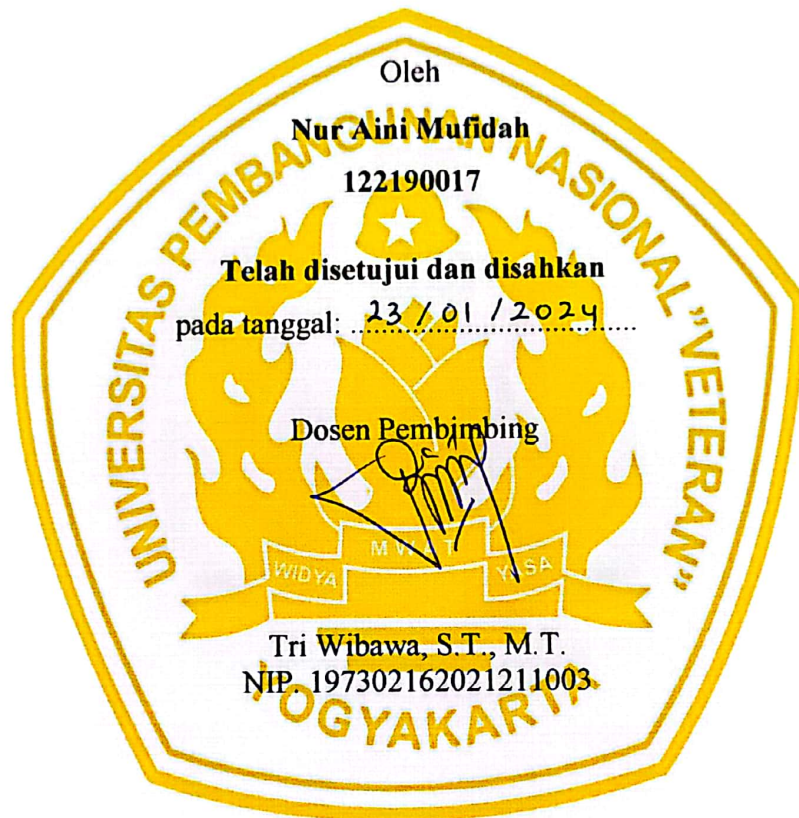 Oleh
Nur Aini Mufidah
122190017
Telah disetujui dan disahkan
pada tanggal: 23 / 01 / 2024
Dosen Pembimbing
Tri Wibawa, S.T., M.T.
NIP. 197302162021211003
UNIVERSITAS PEMBANGUNAN NASIONAL "VETERAN"
YOGYAKARTA
WIDYA
YASA